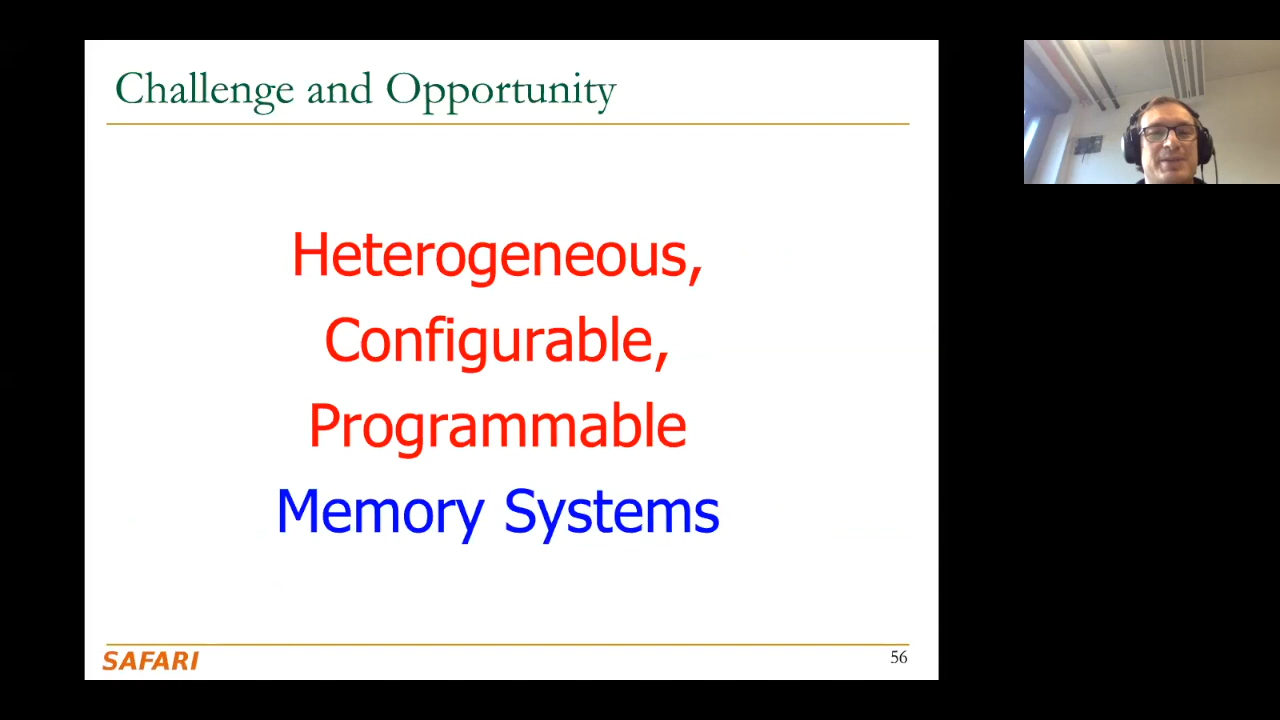 Challenge and Opportunity
Heterogeneous,
Configurable,
Programmable
Memory Systems
SAFARI
56